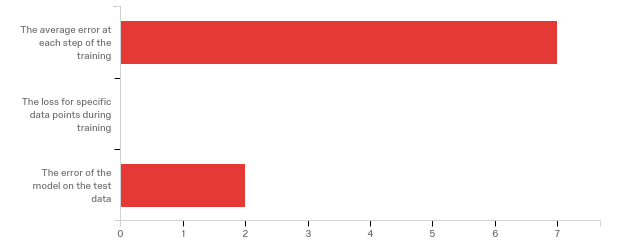 The average error at
each step of the
training
The loss for specific
data points during
training
The error of the
model on the test
data
0 1 2 3 4 5 6 7